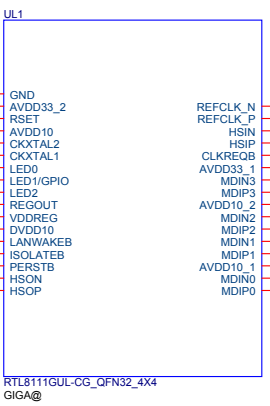 UL1
GND
AVDD33_2
RSET
AVDD10
CKXTAL2
CKXTAL1
LED0
LED1/GPIO
LED2
REGOUT
VDDREG
DVDD10
LANWAKEB
ISOLATEB
PERSTB
HSON
HSOP
REFCLK_N
REFCLK_P
HSIN
HSIP
CLKREQB
AVDD33_1
MDIN3
MDIP3
AVDD10_2
MDIN2
MDIP2
MDIN1
MDIP1
AVDD10_1
MDIN0
MDIP0
RTL8111GUL-CG_QFN32_4X4
GIGA@